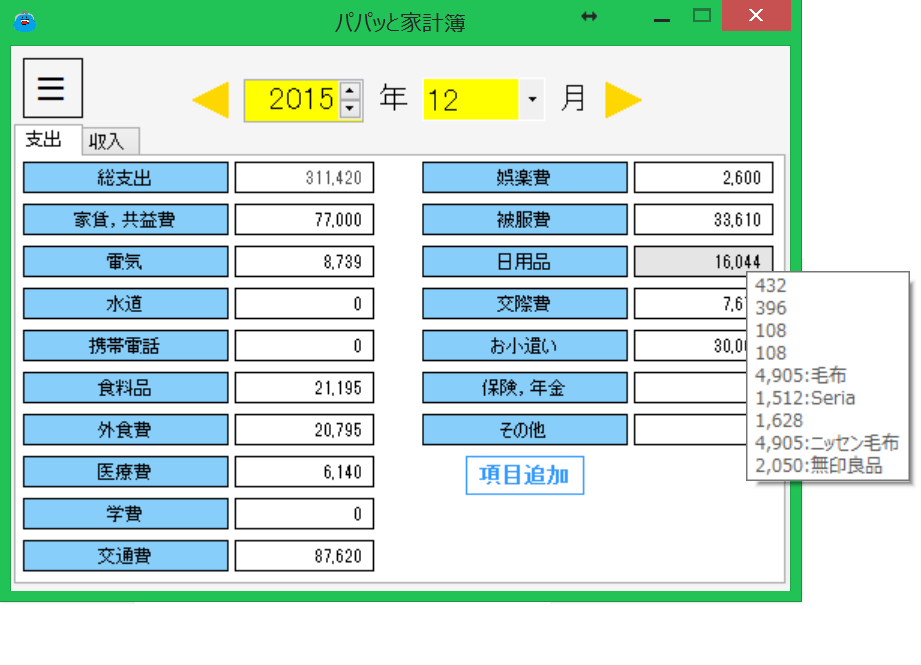 パパッと家計簿
2015 年 12 月
支出 収入
総支出 311,420
家賃,共益費 77,000
電気 8,739
水道 0
携帯電話 0
食料品 21,195
外食費 20,795
医療費 6,140
学費 0
交通費 87,620
娯楽費 2,600
被服費 33,610
日用品 16,044
交際費
お小遣い
保険,年金
その他
項目追加
432
396
108
108
4,905:毛布
1,512:Seria
1,628
4,905:ニッセン毛布
2,050:無印良品